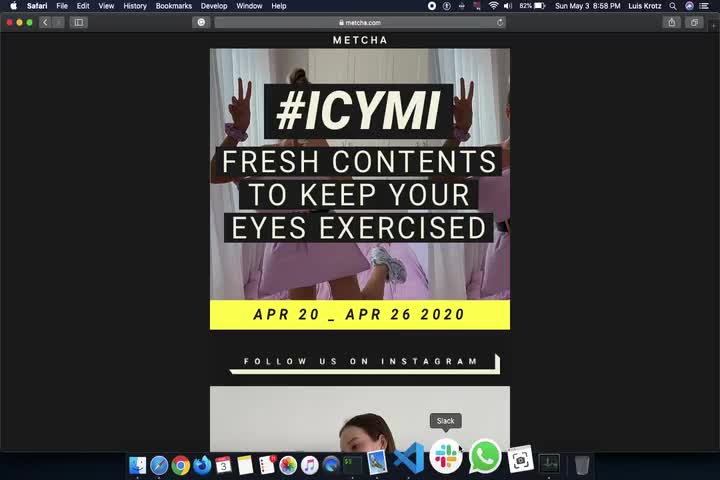 Safari File Edit View History Bookmarks Develop Window Help 82% Sun May 3 8:58 PM Luis Krotz
metcha.com
METCHA
#ICYMI
FRESH CONTENTS
TO KEEP YOUR
EYES EXERCISED
APR 20 _ APR 26 2020
FOLLOW US ON INSTAGRAM
Slack
3